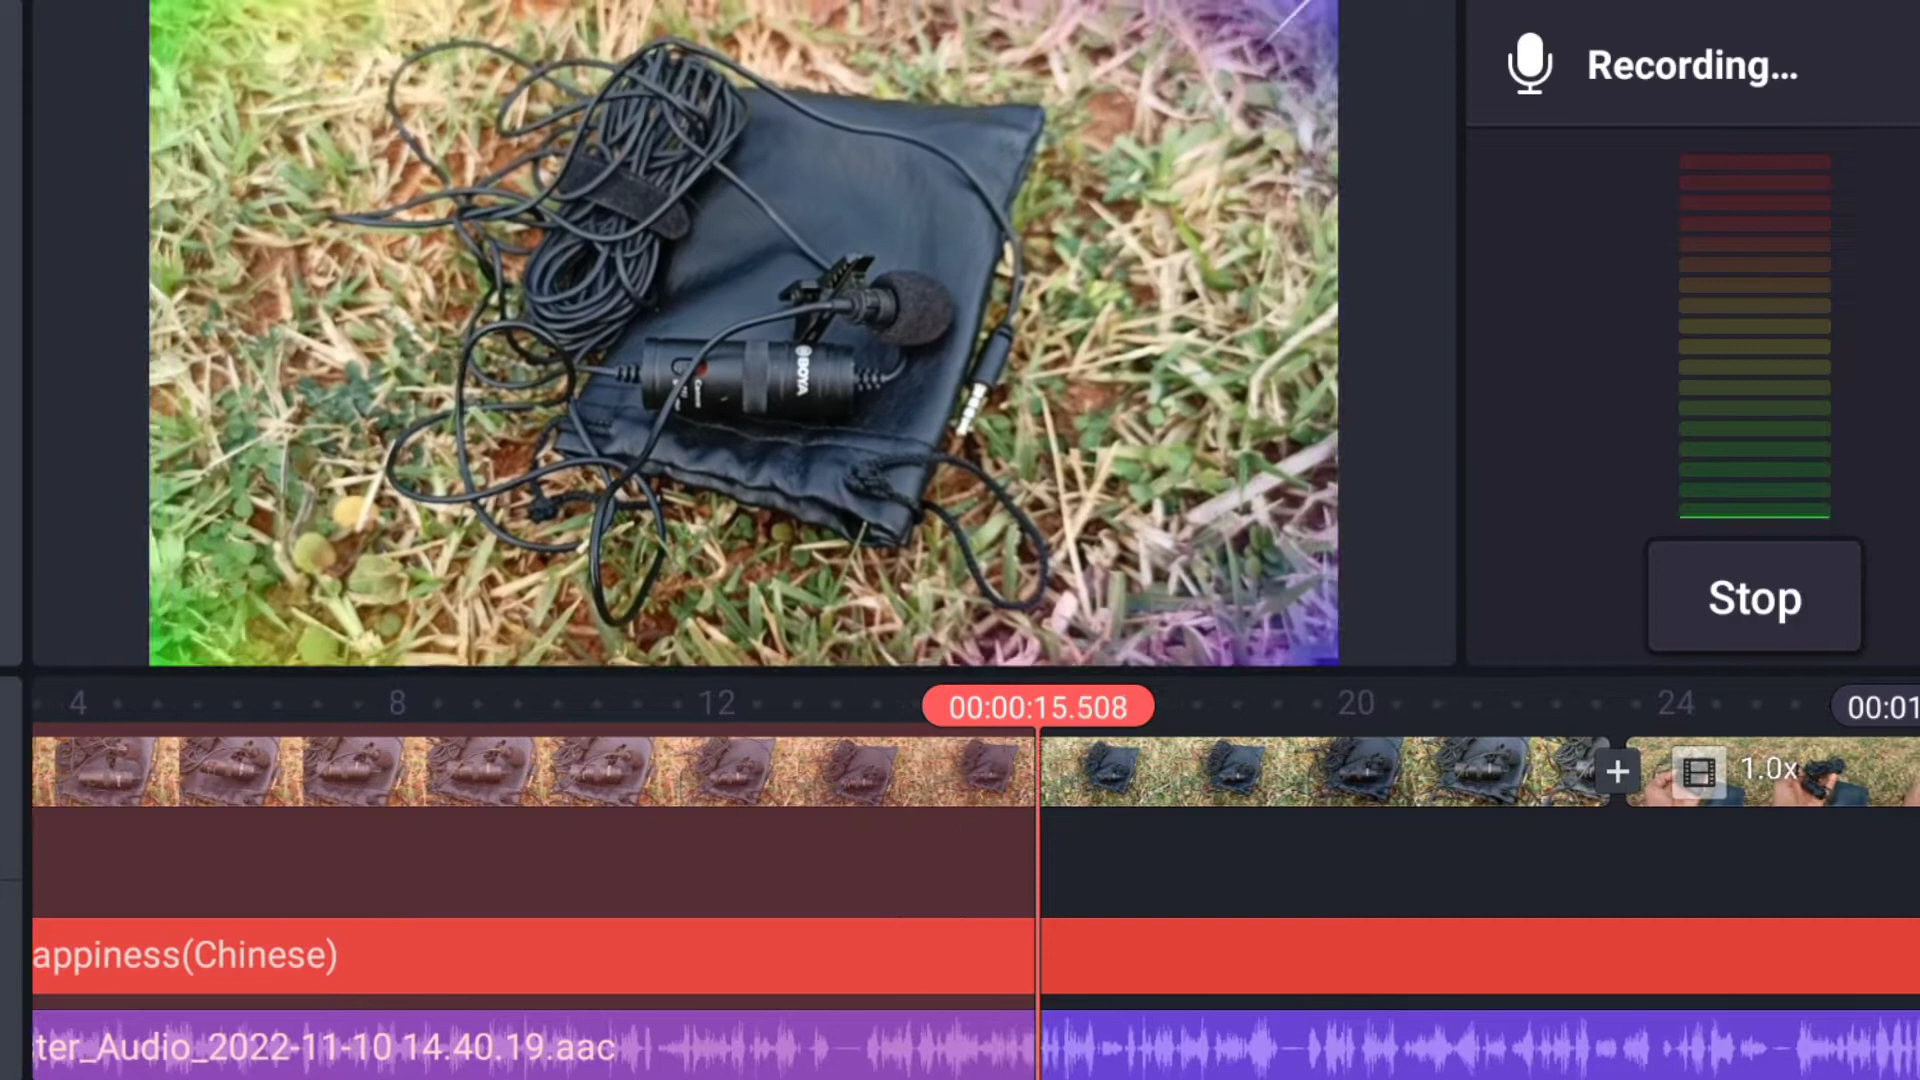 Recording...
BOYA
Stop
4
8
12
00:00:15.508
20
24
00:01
1.0x
appiness(Chinese)
ter_Audio_2022-11-10 14.40.19.aac